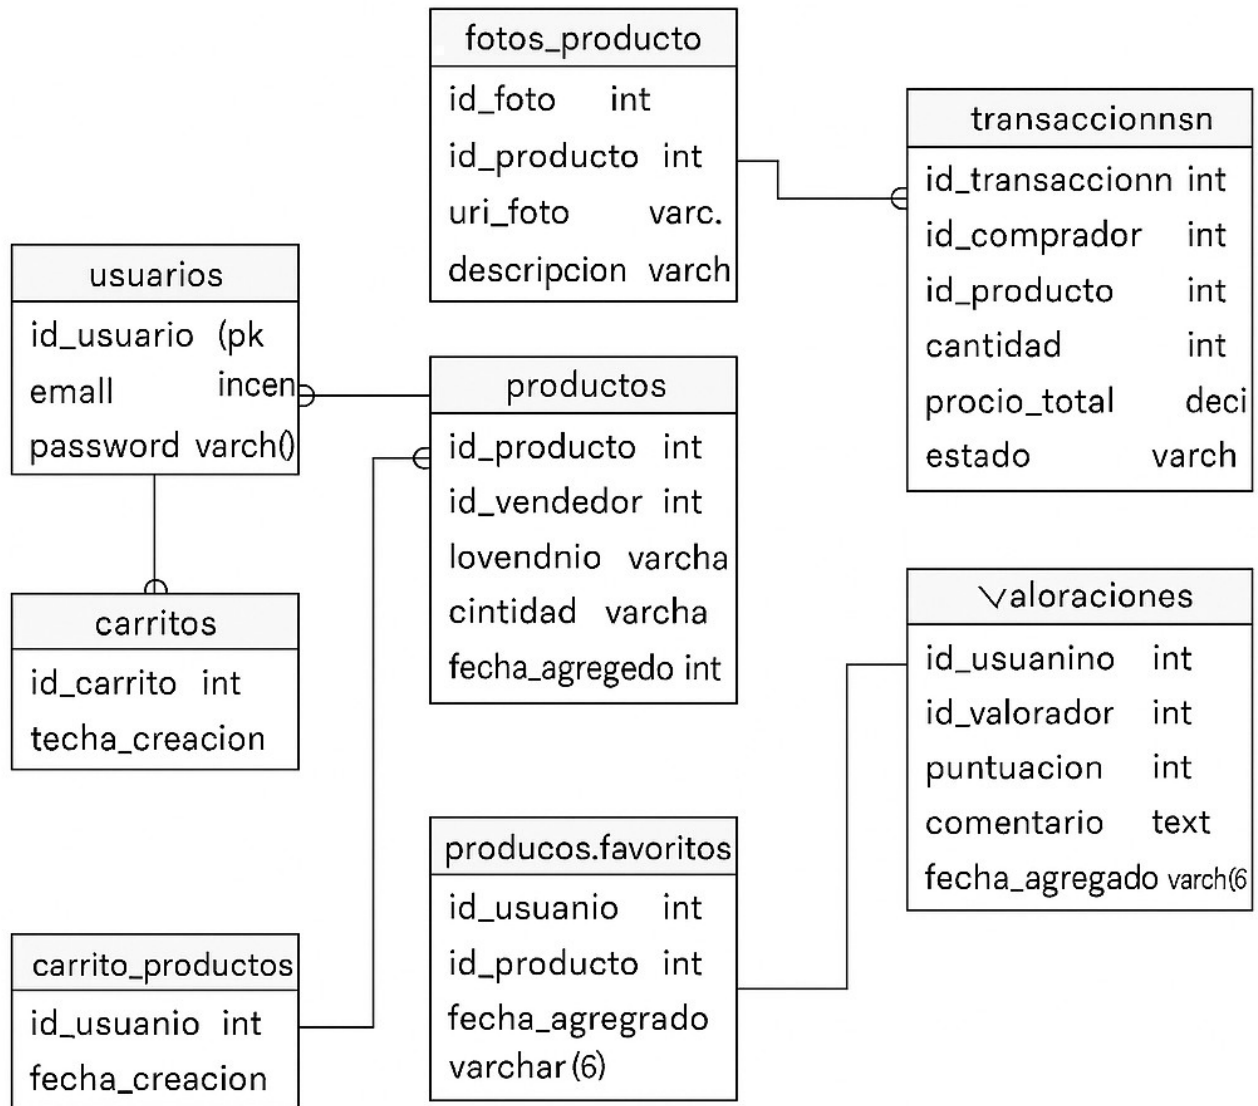 fotos_producto
id_foto int
id_producto int
uri_foto varc.
descripcion varch
transaccionnsn
id_transaccionn int
id_comprador int
id_producto int
cantidad int
procio_total deci
estado varch
usuarios
id_usuario (pk
emall incen
password varch()
productos
id_producto int
id_vendedor int
lovendnio varcha
cintidad varcha
fecha_agregedo int
carritos
id_carrito int
techa_creacion
Valoraciones
id_usuanino int
id_valorador int
puntuacion int
comentario text
fecha_agregado varch(6
producos.favoritos
id_usuanio int
id_producto int
fecha_agregrado
varchar(6)
carrito_productos
id_usuanio int
fecha_creacion